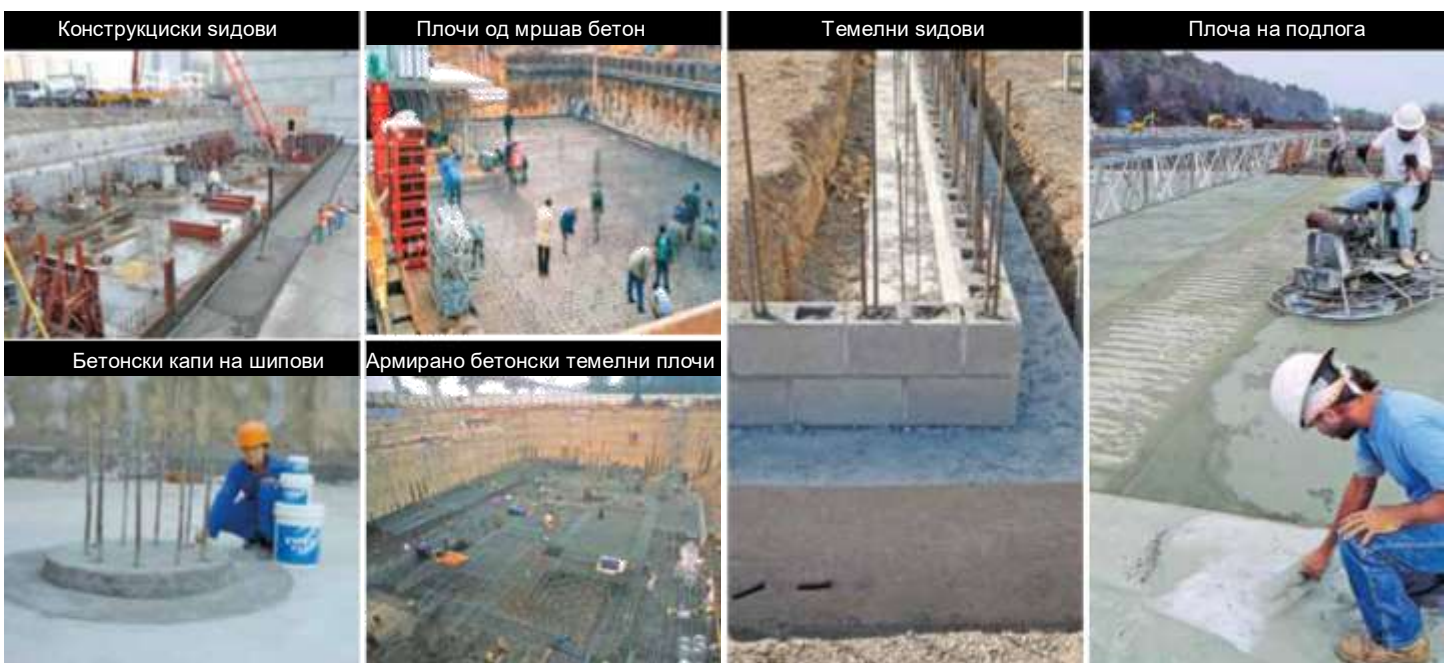 Конструкциски ѕидови
Плочи од мршав бетон
Темелни ѕидови
Плоча на подлога
Бетонски капи на шипови
Армирано бетонски темелни плочи